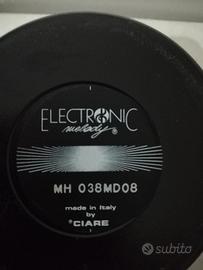 ELECTRONIC
melody ®
MH 038MD08
made in Italy
by
®CIARE
subito